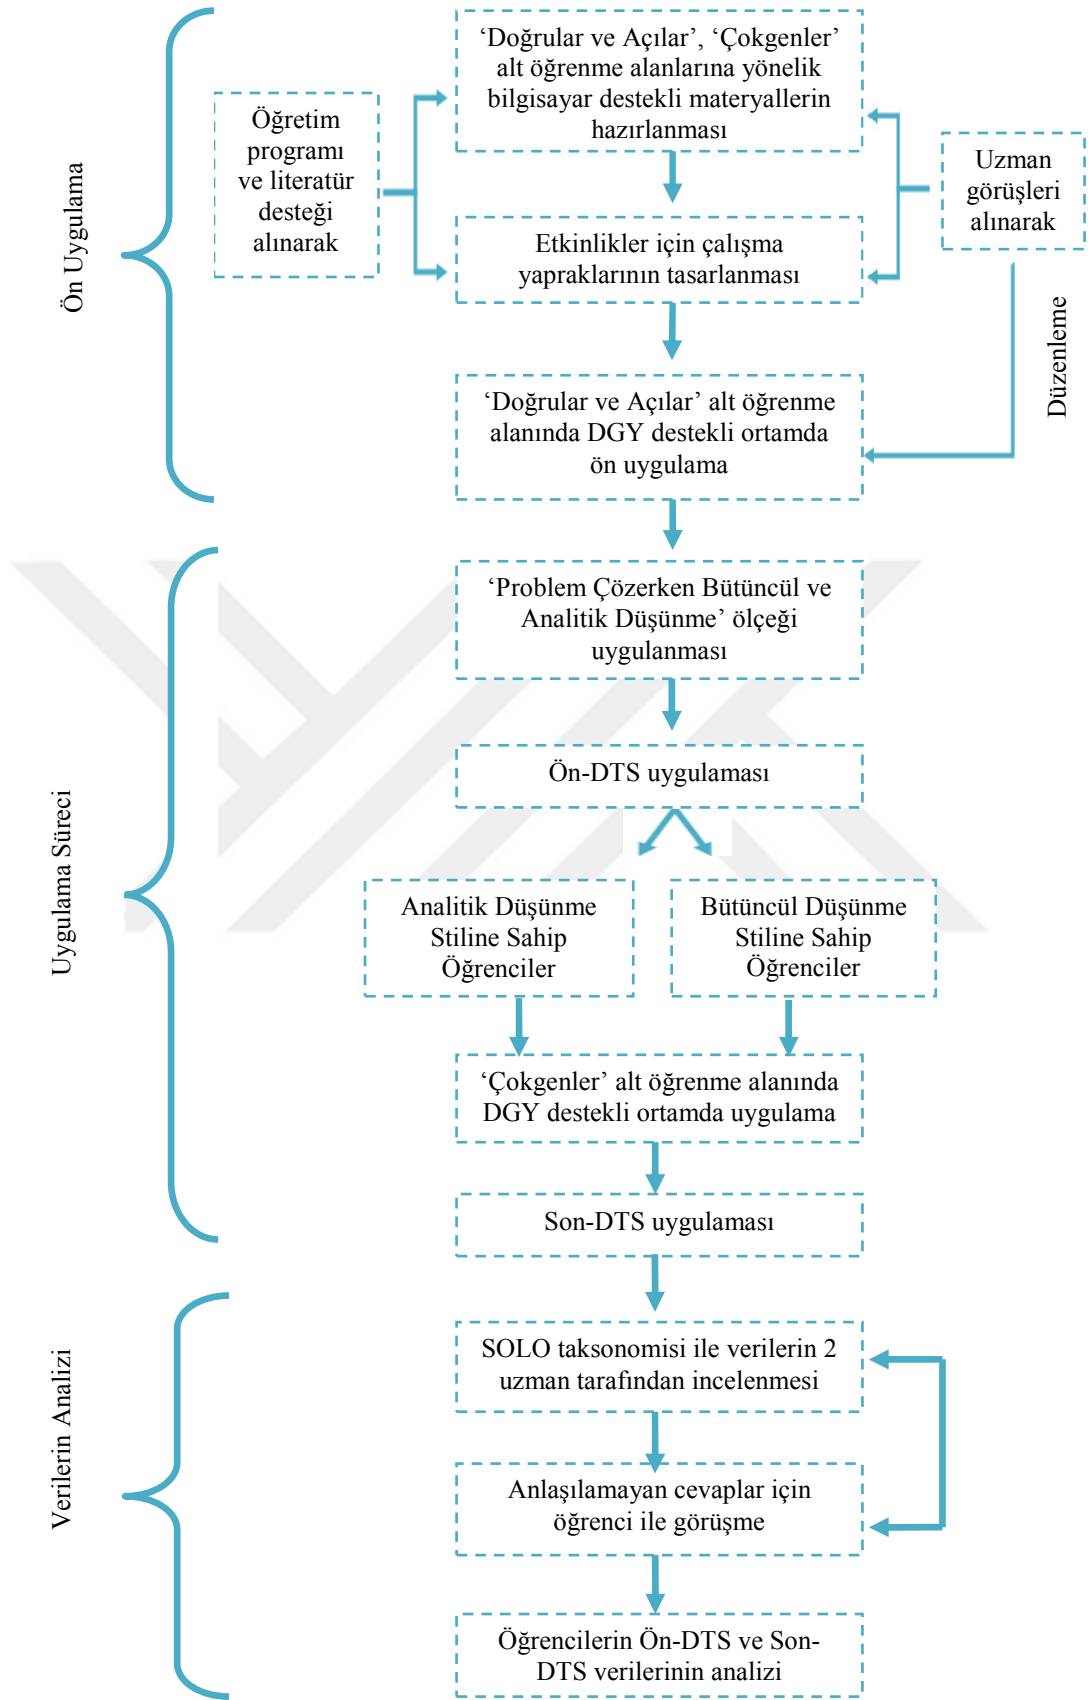 Ön Uygulama
‘Doğrular ve Açılar’, ‘Çokgenler’
alt öğrenme alanlarına yönelik
bilgisayar destekli materyallerin
hazırlanması
Öğretim
programı
ve literatür
desteği
alınarak
Uzman
görüşleri
alınarak
Etkinlikler için çalışma
yapraklarının tasarlanması
Düzenleme
‘Doğrular ve Açılar’ alt öğrenme
alanında DGY destekli ortamda
ön uygulama
Uygulama Süreci
‘Problem Çözerken Bütüncül ve
Analitik Düşünme’ ölçeği
uygulanması
Ön-DTS uygulaması
Analitik Düşünme
Stiline Sahip
Öğrenciler
Bütüncül Düşünme
Stiline Sahip
Öğrenciler
‘Çokgenler’ alt öğrenme alanında
DGY destekli ortamda uygulama
Son-DTS uygulaması
Verilerin Analizi
SOLO taksonomisi ile verilerin 2
uzman tarafından incelenmesi
Anlaşılamayan cevaplar için
öğrenci ile görüşme
Öğrencilerin Ön-DTS ve Son-
DTS verilerinin analizi